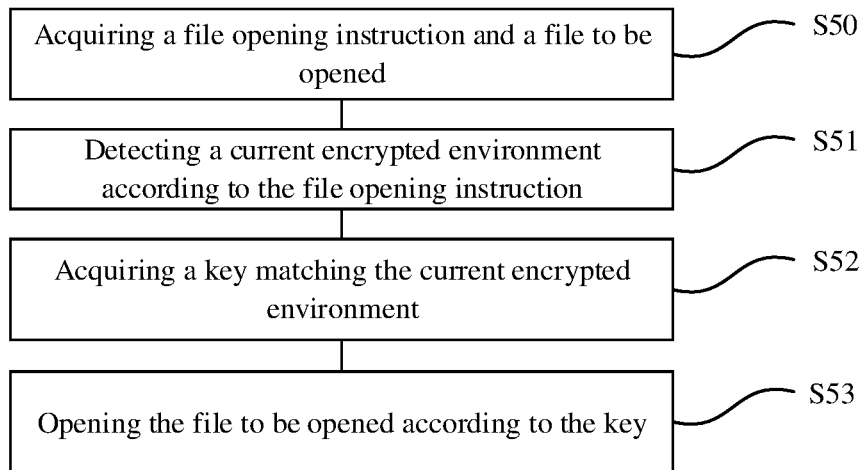 Acquiring a file opening instruction and a file to be
opened
S50
Detecting a current encrypted environment
according to the file opening instruction
S51
Acquiring a key matching the current encrypted
environment
S52
Opening the file to be opened according to the key
S53